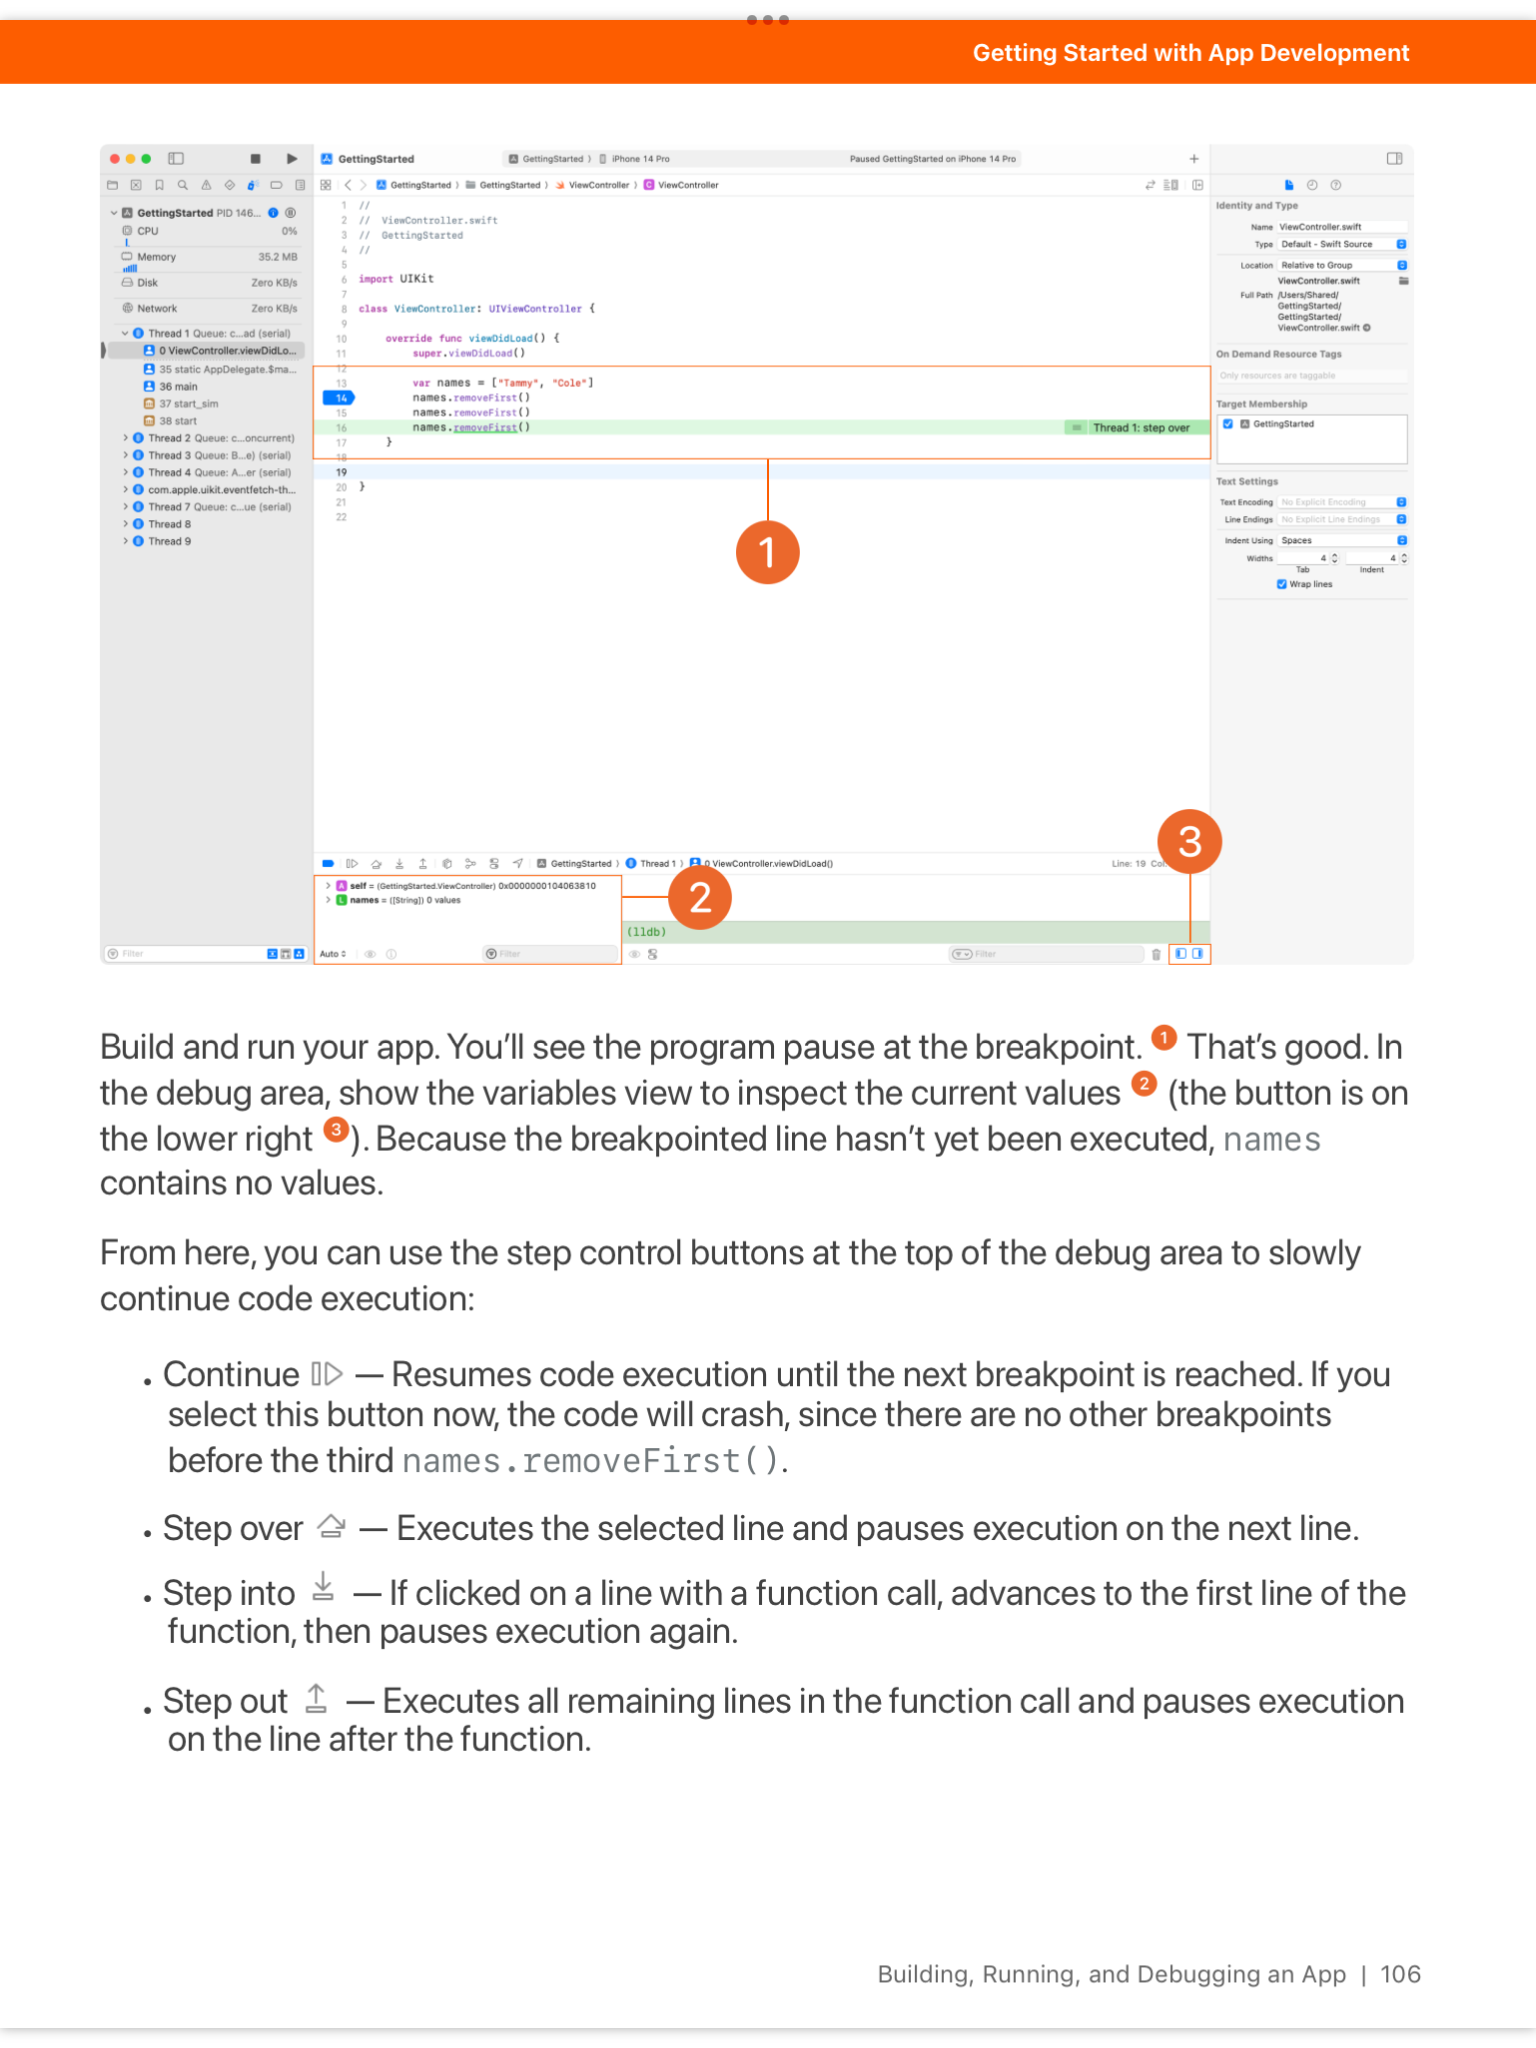 Getting Started with App Development
GettingStarted
GettingStarted
iPhone 14 Pro
Paused GettingStarted on iPhone 14 Pro
GettingStarted
GettingStarted
ViewController
C ViewController
GettingStarted PID 146...
CPU 0%
Memory 35.2 MB
Disk Zero KB/s
Network Zero KB/s
Thread 1 Queue: c...ad (serial)
0 ViewController.viewDidLo...
35 static AppDelegate.$ma...
36 main
37 start_sim
38 start
Thread 2 Queue: c...oncurrent)
Thread 3 Queue: B...e) (serial)
Thread 4 Queue: A...er (serial)
com.apple.uikit.eventfetch-th...
Thread 7 Queue: c...ue (serial)
Thread 8
Thread 9
Filter
1 //
2 // ViewController.swift
3 // GettingStarted
4 //
5
6 import UIKit
7
8 class ViewController: UIViewController {
9
10 override func viewDidLoad() {
11 super.viewDidLoad()
12
13 var names = ["Tammy", "Cole"]
14 names.removeFirst()
15 names.removeFirst()
16 names.removeFirst()
Thread 1: step over
17 }
18
19
20 }
21
22
1
Identity and Type
Name ViewController.swift
Type Default - Swift Source
Location Relative to Group
ViewController.swift
Full Path /Users/Shared/
GettingStarted/
GettingStarted/
ViewController.swift
On Demand Resource Tags
Only resources are taggable
Target Membership
GettingStarted
Text Settings
Text Encoding No Explicit Encoding
Line Endings No Explicit Line Endings
Indent Using Spaces
Widths 4 4
Tab Indent
Wrap lines
3
GettingStarted
Thread 1
0 ViewController.viewDidLoad()
Line: 19 Co
A self = (GettingStarted.ViewController) 0x0000000104063810
L names = ([String]) 0 values
2
(lldb)
Auto
Filter
Filter
Build and run your app. You'll see the program pause at the breakpoint. 1 That's good. In
the debug area, show the variables view to inspect the current values 2 (the button is on
the lower right 3). Because the breakpointed line hasn't yet been executed, names
contains no values.
From here, you can use the step control buttons at the top of the debug area to slowly
continue code execution:
• Continue — Resumes code execution until the next breakpoint is reached. If you
select this button now, the code will crash, since there are no other breakpoints
before the third names.removeFirst().
• Step over — Executes the selected line and pauses execution on the next line.
• Step into — If clicked on a line with a function call, advances to the first line of the
function, then pauses execution again.
• Step out — Executes all remaining lines in the function call and pauses execution
on the line after the function.
Building, Running, and Debugging an App | 106